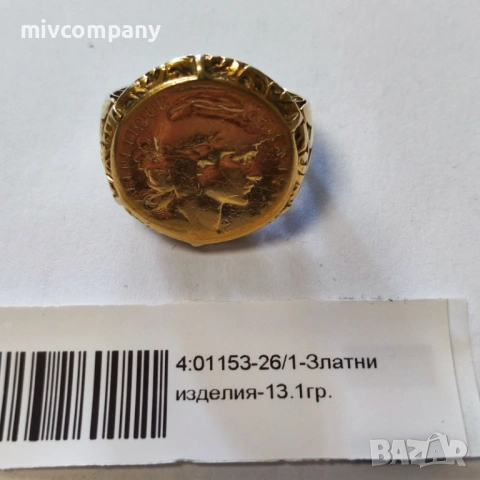 mivcompany
4:01153-26/1-Златни
изделия-13.1гр.
BAZAR